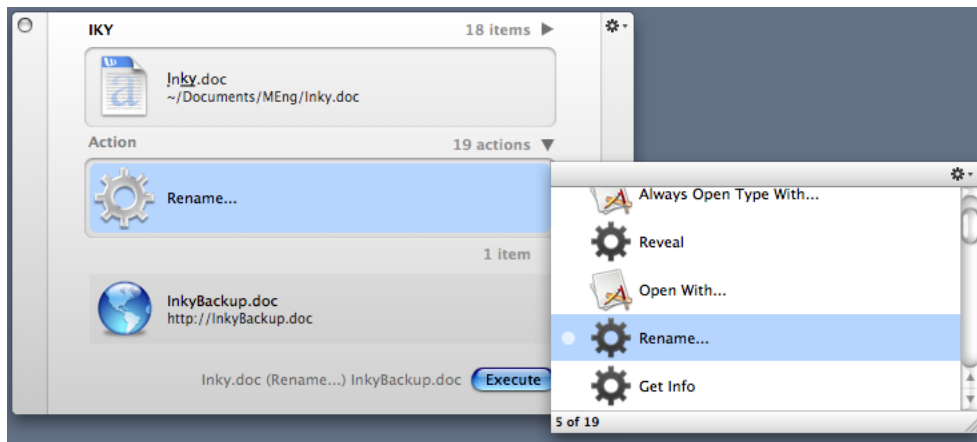 IKY
18 items
Inky.doc
~/Documents/MEng/Inky.doc
Action
19 actions
Rename...
1 item
InkyBackup.doc
http://InkyBackup.doc
Inky.doc (Rename...) InkyBackup.doc
Execute
Always Open Type With...
Reveal
Open With...
Rename...
Get Info
5 of 19